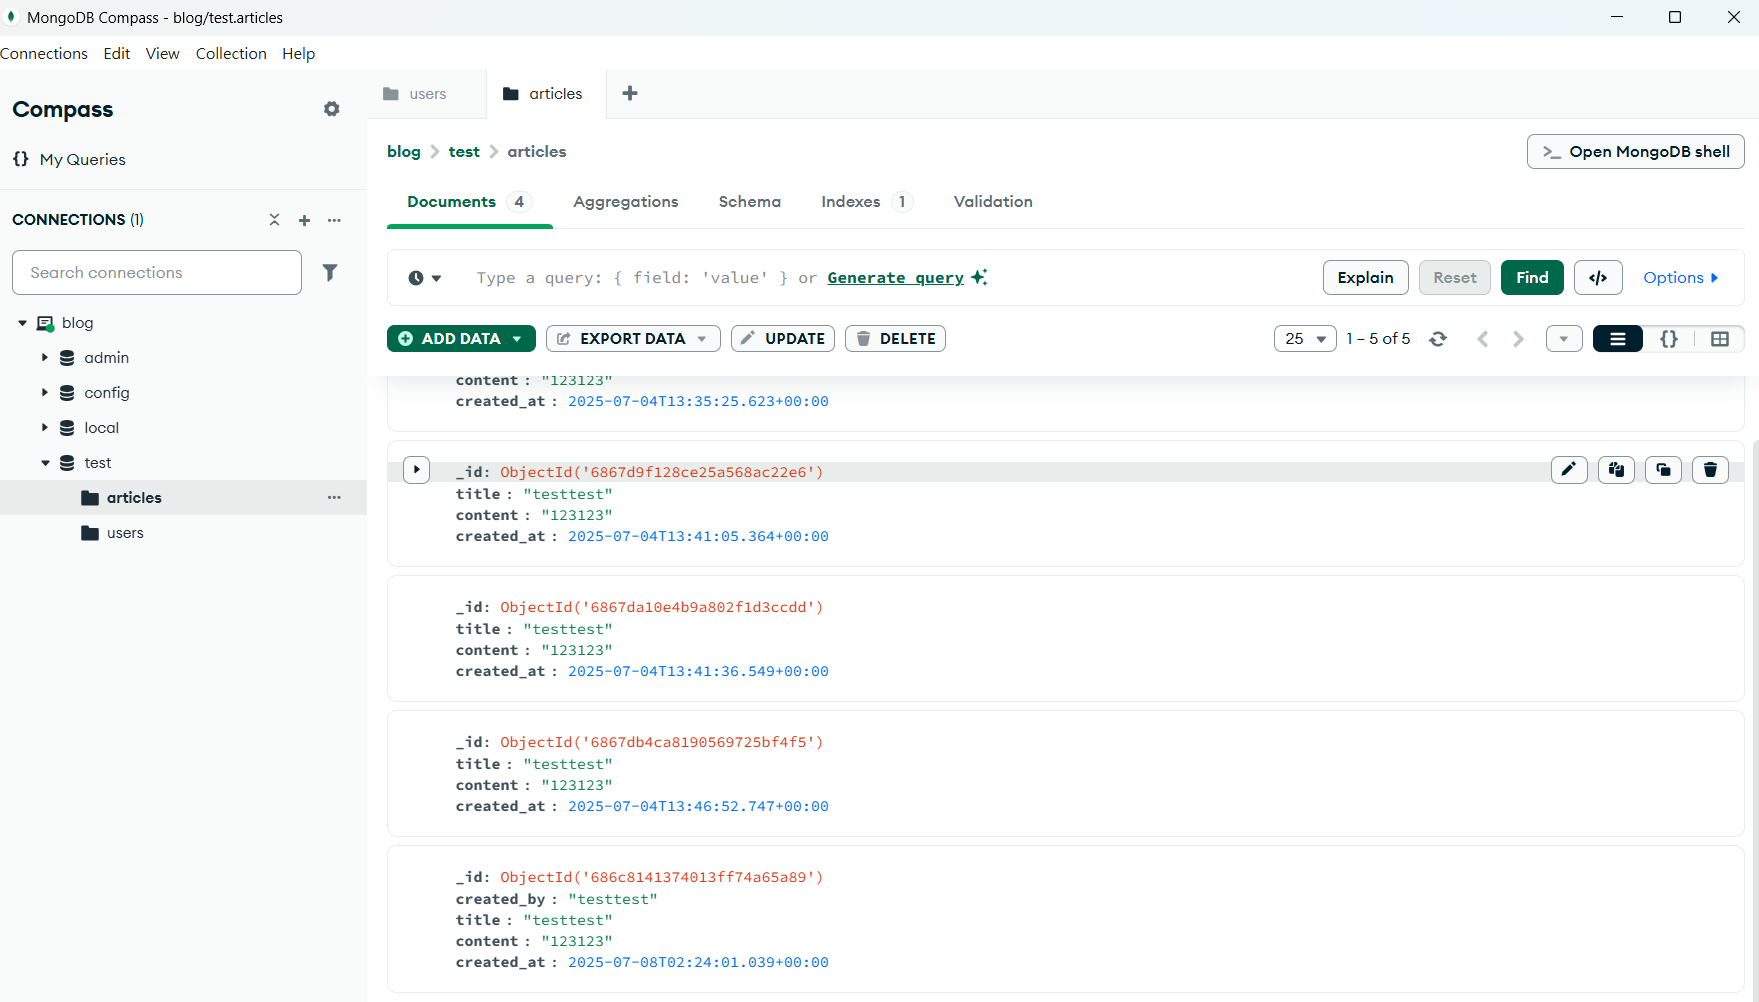 MongoDB Compass - blog/test.articles
Connections Edit View Collection Help
Compass
My Queries
CONNECTIONS (1)
Search connections
blog
admin
config
local
test
articles
users
users articles
blog > test > articles
>_ Open MongoDB shell
Documents 4 Aggregations Schema Indexes 1 Validation
Type a query: { field: 'value' } or Generate query
Explain Reset Find </> Options
ADD DATA EXPORT DATA UPDATE DELETE
25 1 – 5 of 5 {}
content : "123123"
created_at : 2025-07-04T13:35:25.623+00:00
_id: ObjectId('6867d9f128ce25a568ac22e6')
title : "testtest"
content : "123123"
created_at : 2025-07-04T13:41:05.364+00:00
_id: ObjectId('6867da10e4b9a802f1d3ccdd')
title : "testtest"
content : "123123"
created_at : 2025-07-04T13:41:36.549+00:00
_id: ObjectId('6867db4ca8190569725bf4f5')
title : "testtest"
content : "123123"
created_at : 2025-07-04T13:46:52.747+00:00
_id: ObjectId('686c8141374013ff74a65a89')
created_by : "testtest"
title : "testtest"
content : "123123"
created_at : 2025-07-08T02:24:01.039+00:00